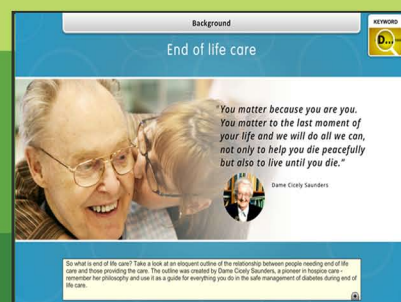 Background
KEYWORD
D...
End of life care
"You matter because you are you.
You matter to the last moment of
your life and we will do all we can,
not only to help you die peacefully
but also to live until you die."
Dame Cicely Saunders
So what is end of life care? Take a look at an eloquent outline of the relationship between people needing end of life
care and those providing the care. The outline was created by Dame Cicely Saunders, a pioneer in hospice care -
remember her philosophy and use it as a guide for everything you do in the safe management of diabetes during end of
life care.